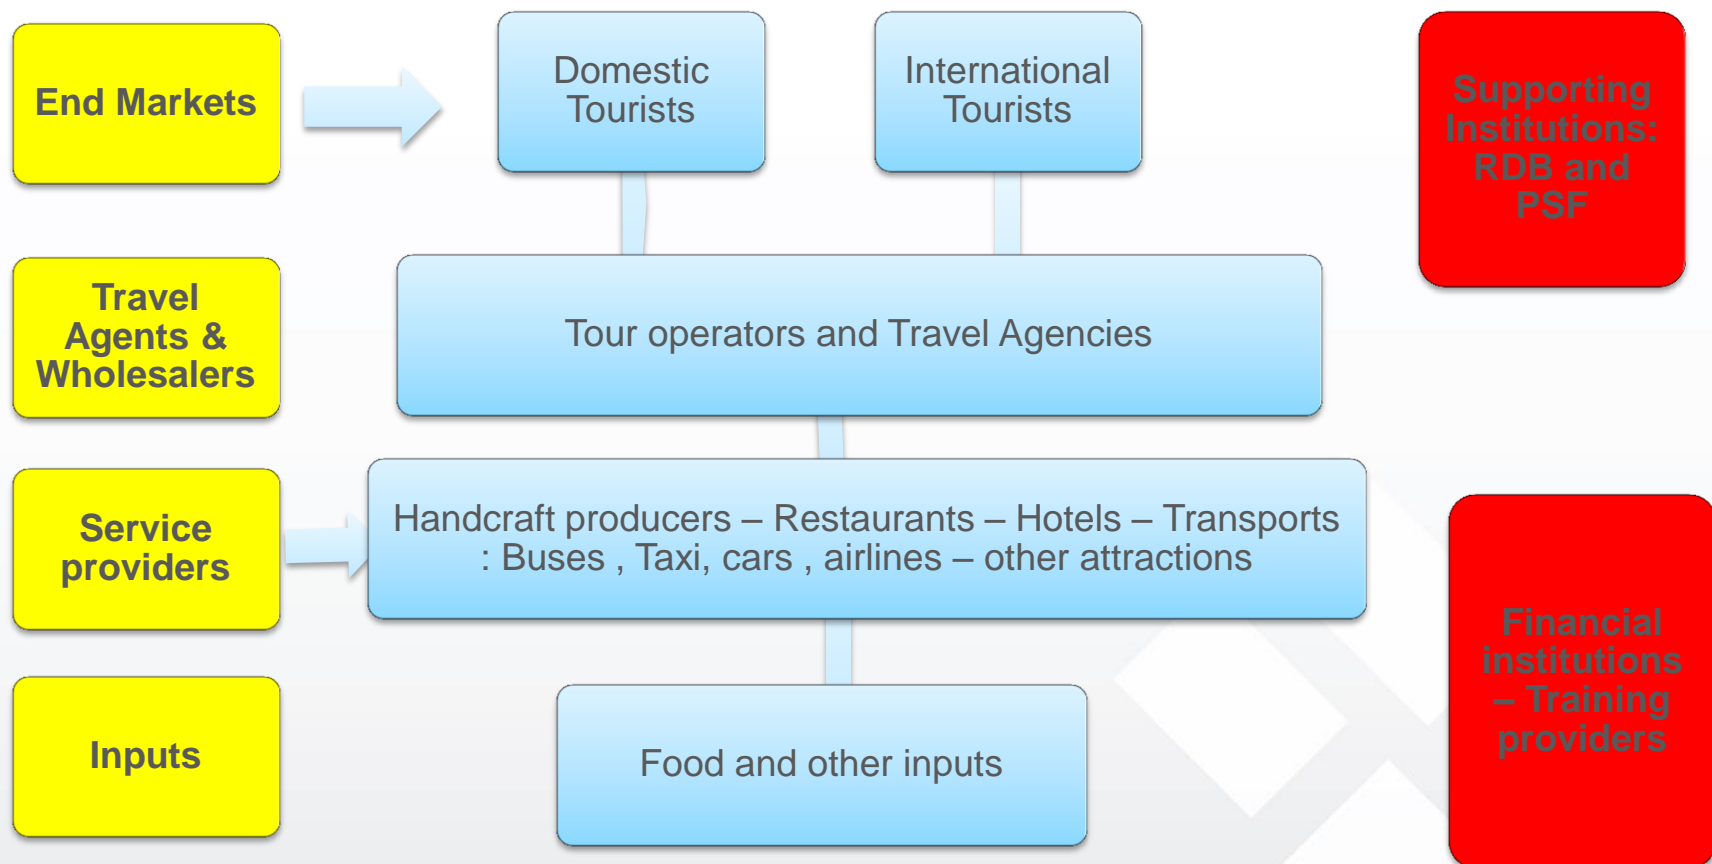 End Markets
Domestic
Tourists
International
Tourists
Supporting
Institutions:
RDB and
PSF
Travel
Agents &
Wholesalers
Tour operators and Travel Agencies
Service
providers
Handcraft producers – Restaurants – Hotels – Transports
: Buses , Taxi, cars , airlines – other attractions
Financial
institutions
– Training
providers
Inputs
Food and other inputs